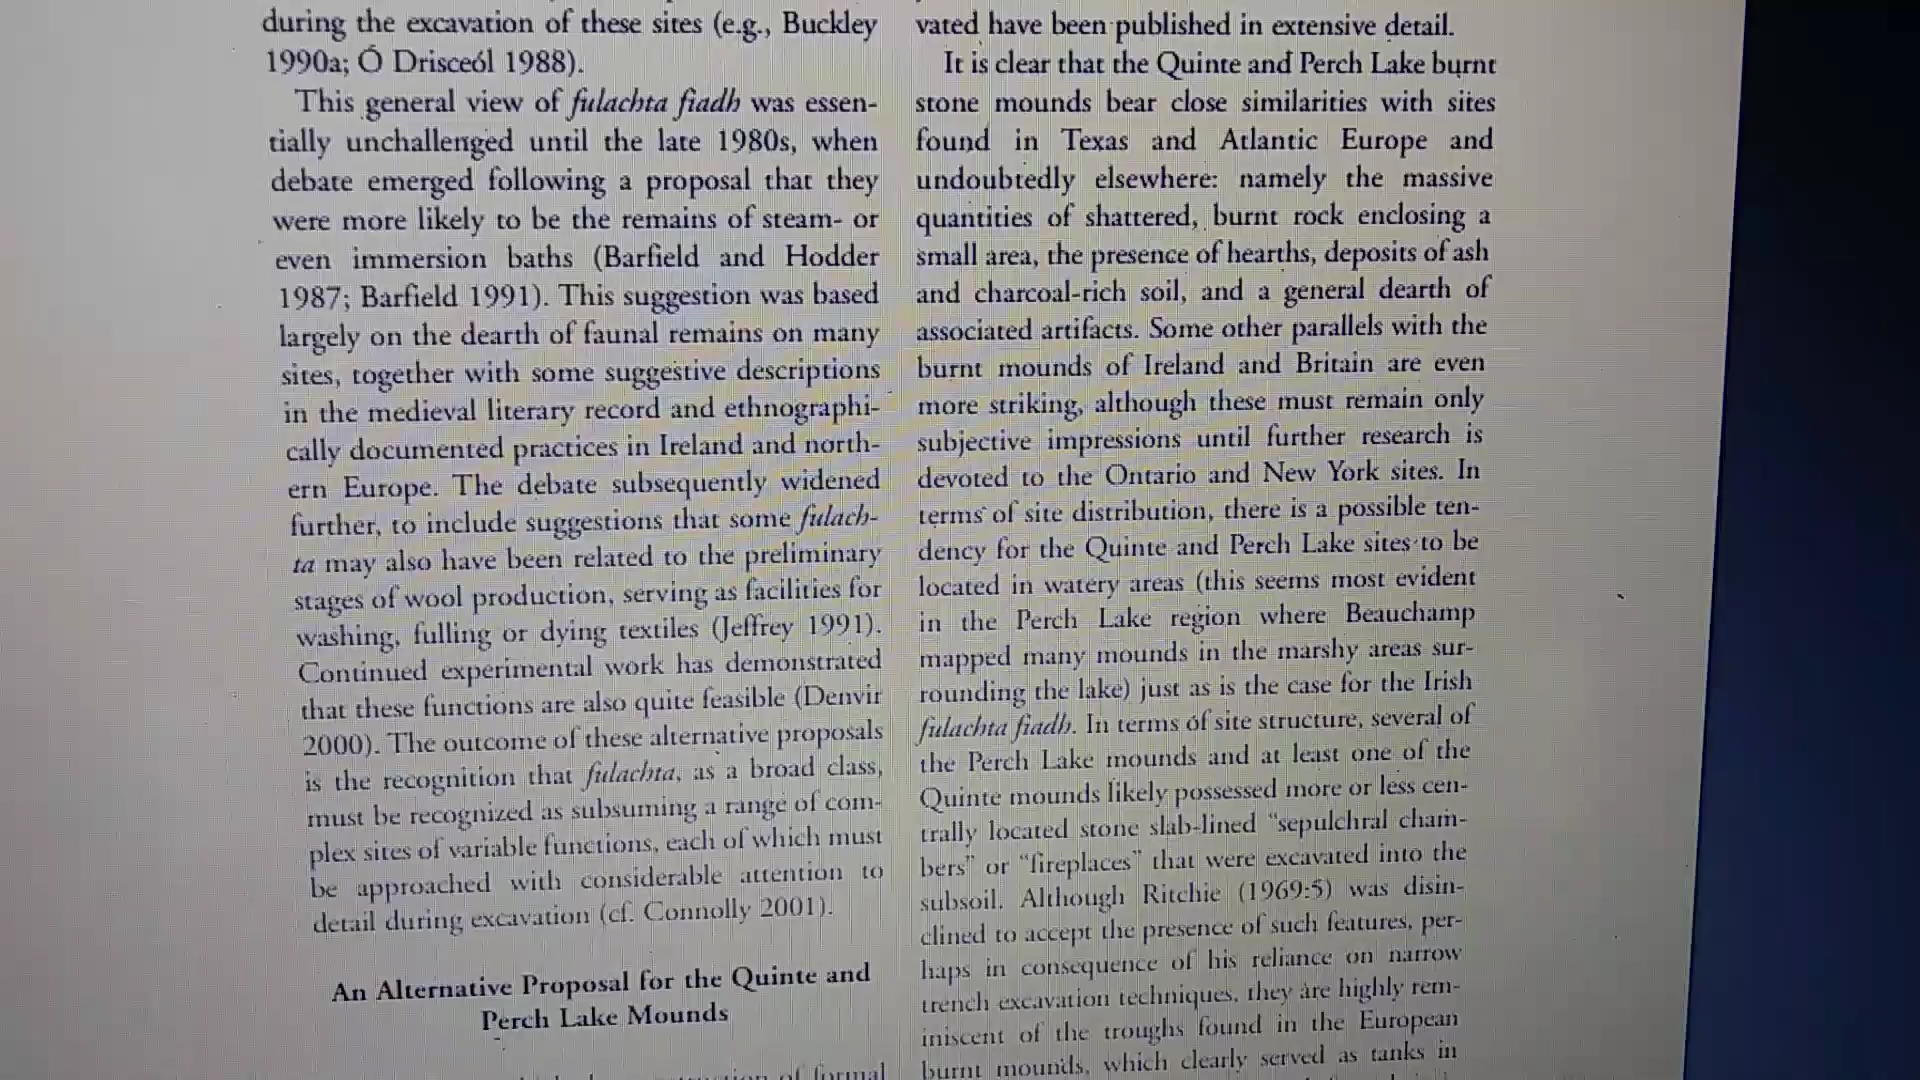 during the excavation of these sites (e.g., Buckley
1990a; Ó Drisceól 1988).
This general view of fulachta fiadh was essen-
tially unchallenged until the late 1980s, when
debate emerged following a proposal that they
were more likely to be the remains of steam- or
even immersion baths (Barfield and Hodder
1987; Barfield 1991). This suggestion was based
largely on the dearth of faunal remains on many
sites, together with some suggestive descriptions
in the medieval literary record and ethnographi-
cally documented practices in Ireland and north-
ern Europe. The debate subsequently widened
further, to include suggestions that some fulach-
ta may also have been related to the preliminary
stages of wool production, serving as facilities for
washing, fulling or dying textiles (Jeffrey 1991).
Continued experimental work has demonstrated
that these functions are also quite feasible (Denvir
2000). The outcome of these alternative proposals
is the recognition that fulachta, as a broad class,
must be recognized as subsuming a range of com-
plex sites of variable functions, each of which must
be approached with considerable attention to
detail during excavation (cf. Connolly 2001).
An Alternative Proposal for the Quinte and
Perch Lake Mounds
of formal
vated have been published in extensive detail.
It is clear that the Quinte and Perch Lake burnt
stone mounds bear close similarities with sites
found in Texas and Atlantic Europe and
undoubtedly elsewhere: namely the massive
quantities of shattered, burnt rock enclosing a
small area, the presence of hearths, deposits of ash
and charcoal-rich soil, and a general dearth of
associated artifacts. Some other parallels with the
burnt mounds of Ireland and Britain are even
more striking, although these must remain only
subjective impressions until further research is
devoted to the Ontario and New York sites. In
terms of site distribution, there is a possible ten-
dency for the Quinte and Perch Lake sites to be
located in watery areas (this seems most evident
in the Perch Lake region where Beauchamp
mapped many mounds in the marshy areas sur-
rounding the lake) just as is the case for the Irish
fulachta fiadh. In terms of site structure, several of
the Perch Lake mounds and at least one of the
Quinte mounds likely possessed more or less cen-
trally located stone slab-lined “sepulchral cham-
bers” or “fireplaces” that were excavated into the
subsoil. Although Ritchie (1969:5) was disin-
clined to accept the presence of such features, per-
haps in consequence of his reliance on narrow
trench excavation techniques, they are highly rem-
iniscent of the troughs found in the European
burnt mounds, which clearly served as tanks in